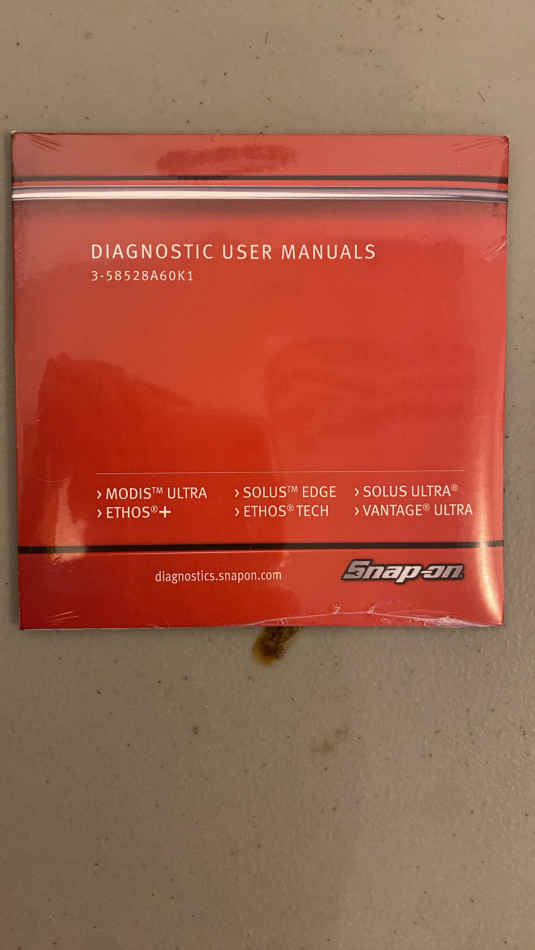 DIAGNOSTIC USER MANUALS
3-58528A60K1
› MODIS™ ULTRA › SOLUS™ EDGE › SOLUS ULTRA®
› ETHOS®+ › ETHOS® TECH › VANTAGE® ULTRA
diagnostics.snapon.com Snap-on